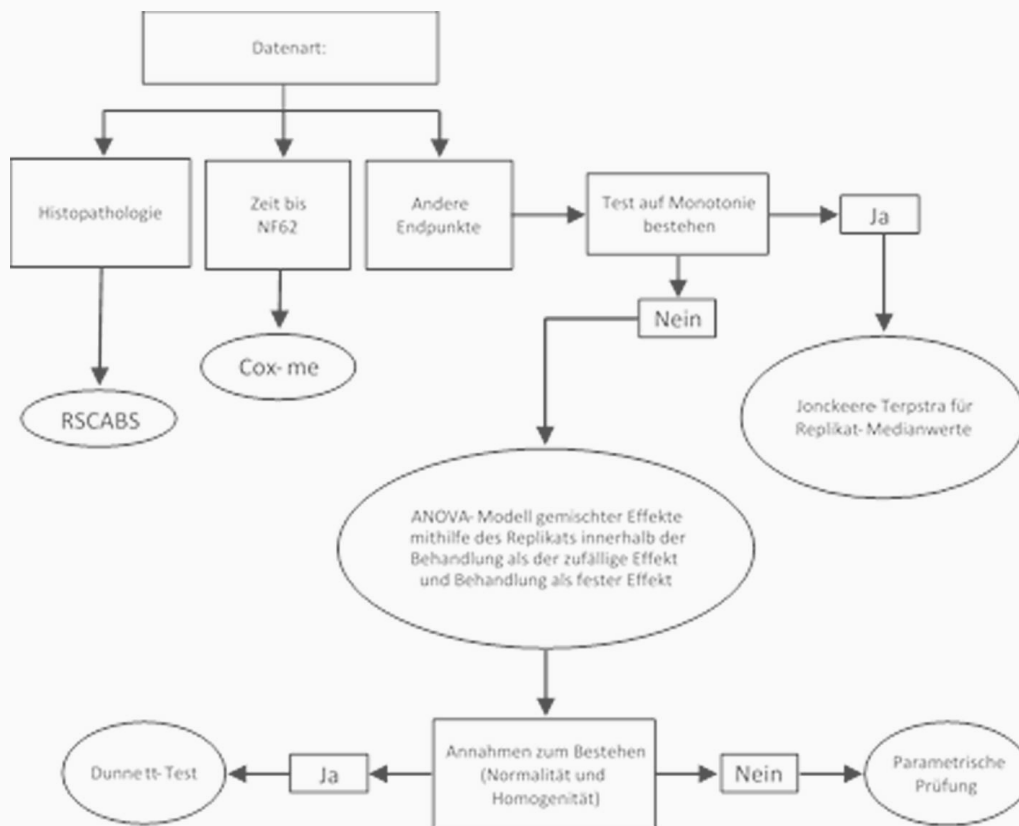 Datenart:
Histopathologie
Zeit bis
NF62
Andere
Endpunkte
Test auf Monotonie
bestehen
Ja
Nein
RSCABS
Cox- me
Jonckeere-Terpstra für
Replikat- Medianwerte
ANOVA- Modell gemischter Effekte
mithilfe des Replikats innerhalb der
Behandlung als der zufällige Effekt
und Behandlung als fester Effekt
Dunnett- Test
Ja
Annahmen zum Bestehen
(Normalität und
Homogenität)
Nein
Parametrische
Prüfung